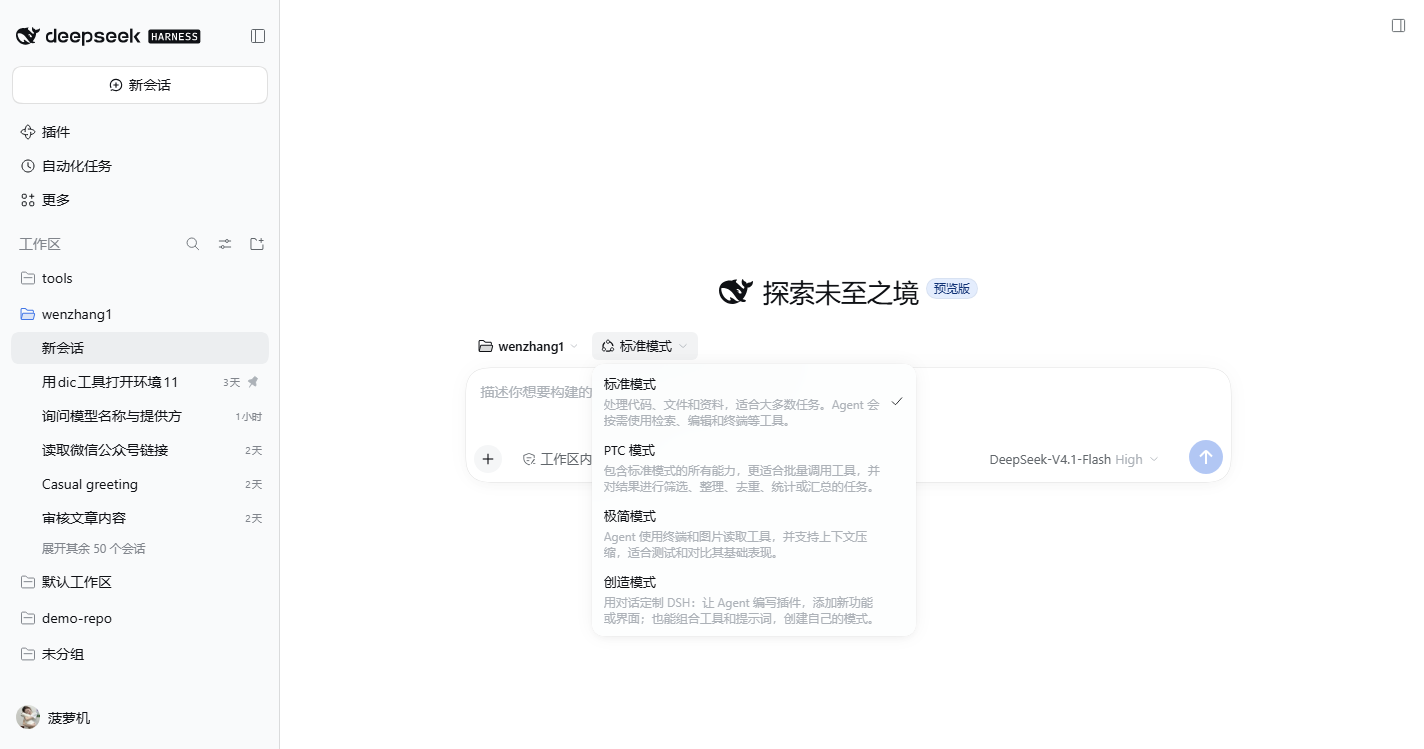 deepseek HARNESS
新会话
插件
自动化任务
更多
工作区
tools
wenzhang1
新会话
用dic工具打开环境11 3天
询问模型名称与提供方 1小时
读取微信公众号链接 2天
Casual greeting 2天
审核文章内容 2天
展开其余 50 个会话
默认工作区
demo-repo
未分组
菠萝机
探索未至之境 预览版
wenzhang1 标准模式
描述你想要构建的
标准模式
处理代码、文件和资料，适合大多数任务。Agent 会
按需使用检索、编辑和终端等工具。
PTC 模式
包含标准模式的所有能力，更适合批量调用工具，并
对结果进行筛选、整理、去重、统计或汇总的任务。
极简模式
Agent 使用终端和图片读取工具，并支持上下文压
缩，适合测试和对比其基础表现。
创造模式
用对话定制 DSH：让 Agent 编写插件，添加新功能
或界面；也能组合工具和提示词，创建自己的模式。
工作区内
DeepSeek-V4.1-Flash High